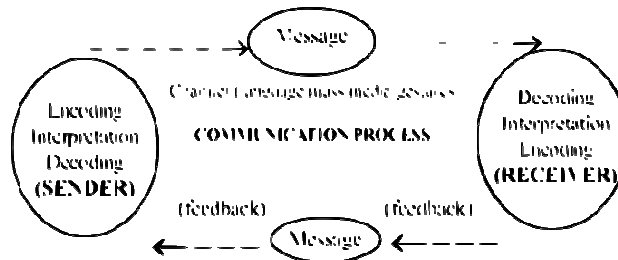 Message
Channel Language mass media gestures
COMMUNICATION PROCESS
Encoding
Interpretation
Decoding
(SENDER)
Decoding
Interpretation
Encoding
(RECEIVER)
(feedback)
(feedback)
Message